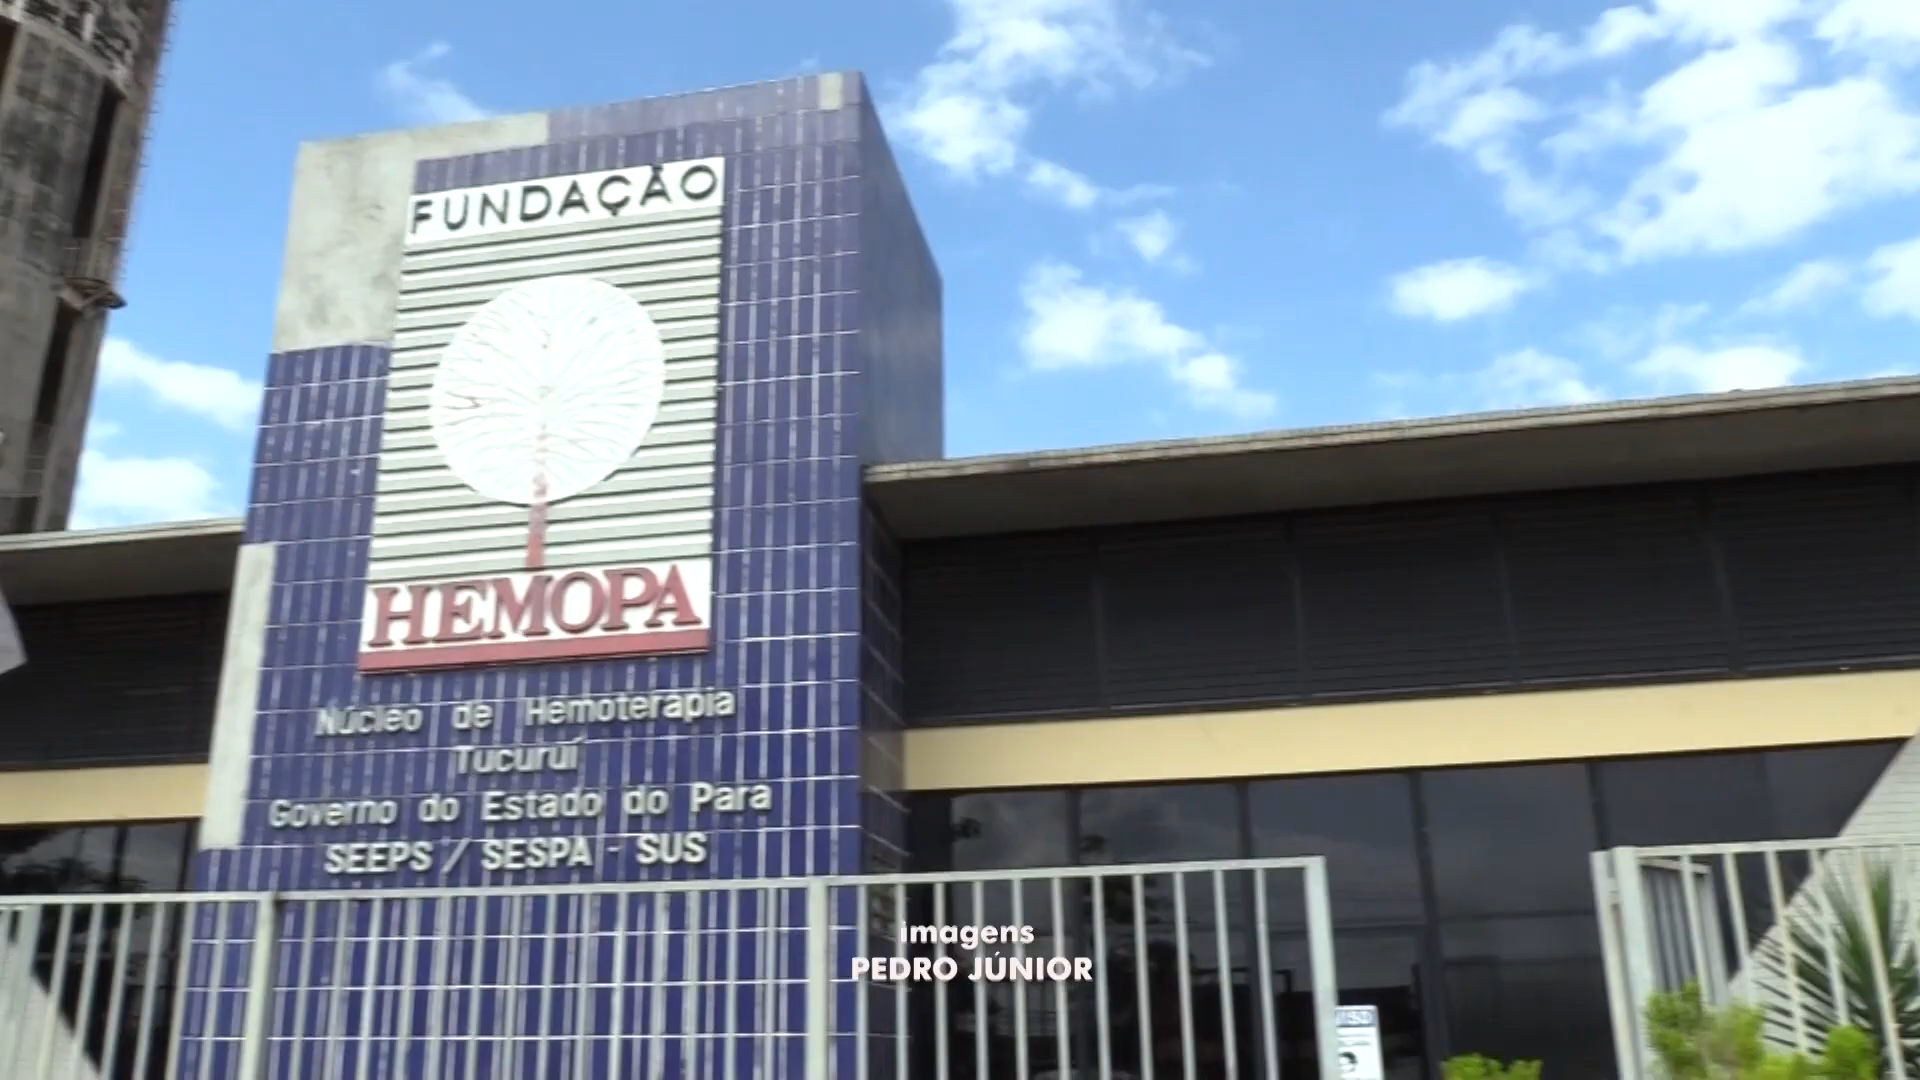 FUNDAÇÃO
HEMOPA
Núcleo de Hemoterapia
Tucuruí
Governo do Estado do Para
SEEPS / SESPA - SUS
imagens
PEDRO JÚNIOR